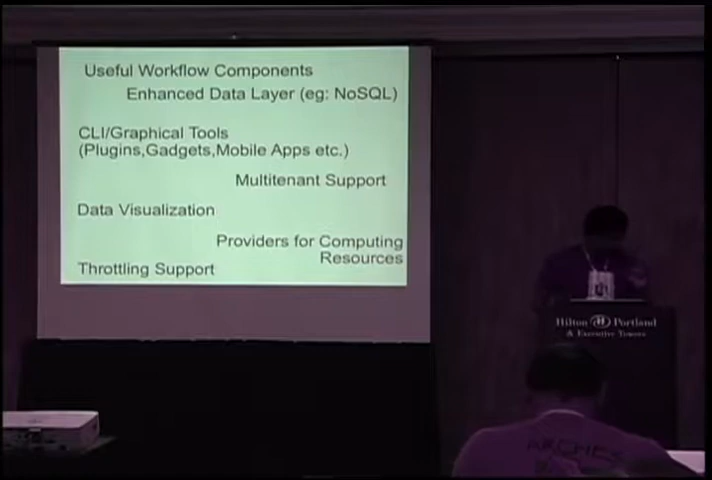 Useful Workflow Components
Enhanced Data Layer (eg: NoSQL)
CLI/Graphical Tools
(Plugins,Gadgets,Mobile Apps etc.)
Multitenant Support
Data Visualization
Providers for Computing
Resources
Throttling Support
Hilton Portland
& Executive Tower